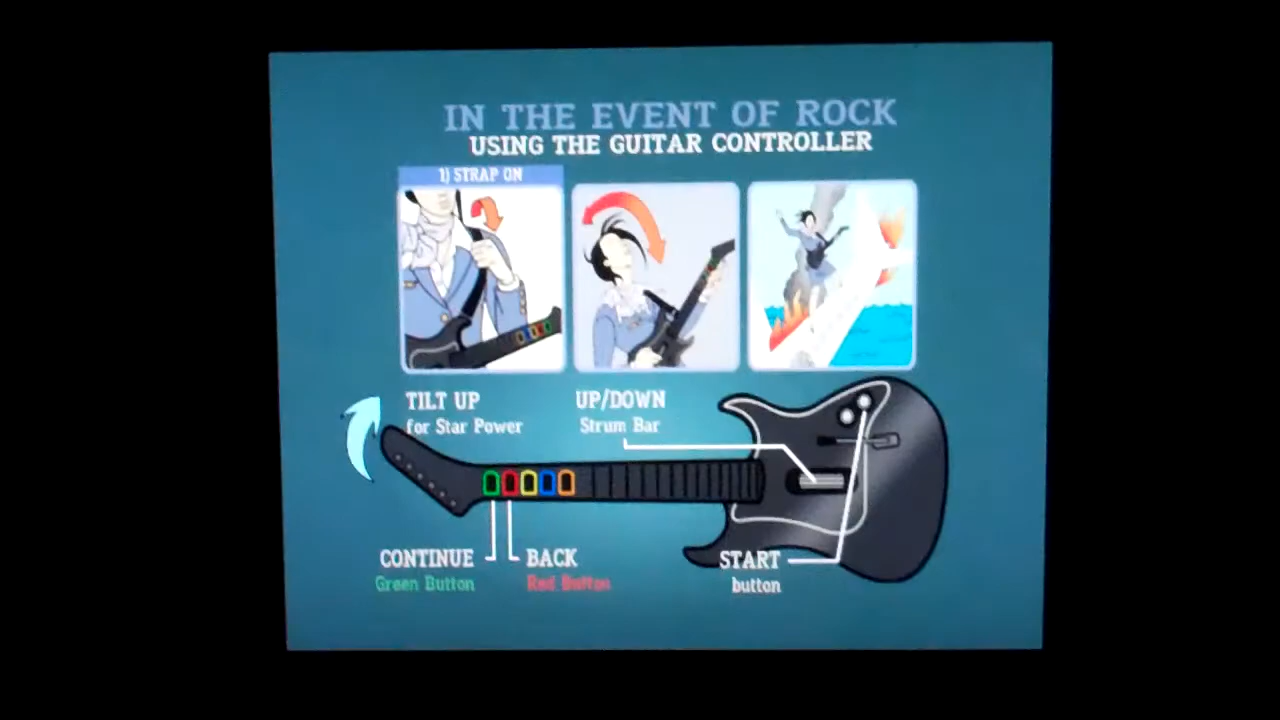 IN THE EVENT OF ROCK
USING THE GUITAR CONTROLLER
1) STRAP ON
TILT UP
for Star Power
UP/DOWN
Strum Bar
CONTINUE
Green Button
BACK
Red Button
START
button